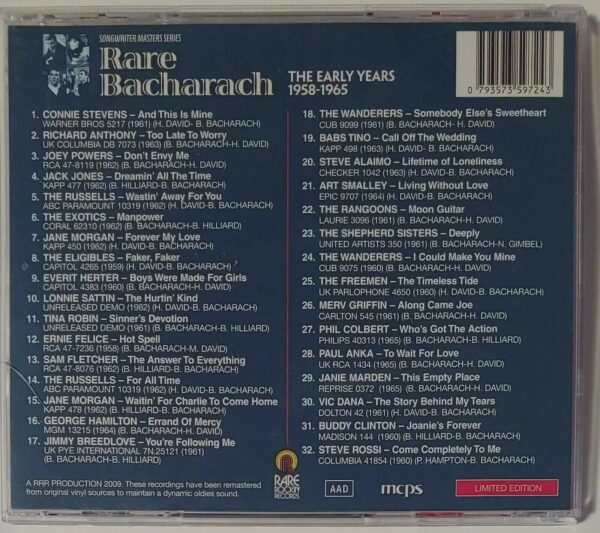 SONGWRITER MASTERS SERIES
Rare
Bacharach
THE EARLY YEARS
1958-1965
0 793573 597243
1. CONNIE STEVENS – And This is Mine
WARNER BROS 5217 (1961) (H. DAVID- B. BACHARACH)
2. RICHARD ANTHONY – Too Late To Worry
UK COLUMBIA DB 7073 (1963) (B. BACHARACH-H. DAVID)
3. JOEY POWERS – Don't Envy Me
RCA 47-8119 (1962) (B. BACHARACH-H. DAVID)
4. JACK JONES – Dreamin' All The Time
KAPP 477 (1962) (B. HILLIARD-B. BACHARACH)
5. THE RUSSELLS – Wastin' Away For You
ABC PARAMOUNT 10319 (1962) (H. DAVID-B. BACHARACH)
6. THE EXOTICS – Manpower
CORAL 62310 (1962) (B. BACHARACH-B. HILLIARD)
7. JANE MORGAN – Forever My Love
KAPP 450 (1962) (H. DAVID-B. BACHARACH)
8. THE ELIGIBLES – Faker, Faker
CAPITOL 4265 (1959) (H. DAVID-B. BACHARACH)
9. EVERIT HERTER – Boys Were Made For Girls
CAPITOL 4383 (1960) (B. BACHARACH-H. DAVID)
10. LONNIE SATTIN – The Hurtin' Kind
UNRELEASED DEMO (1962) (H. DAVID-B. BACHARACH)
11. TINA ROBIN – Sinner's Devotion
UNRELEASED DEMO (1961) (B. BACHARACH-B. HILLIARD)
12. ERNIE FELICE – Hot Spell
RCA 47-7236 (1958) (B. BACHARACH-M. DAVID)
13. SAM FLETCHER – The Answer To Everything
RCA 47-8076 (1962) (B. HILLIARD-B. BACHARACH)
14. THE RUSSELLS – For All Time
ABC PARAMOUNT 10319 (1962) (H. DAVID-B. BACHARACH)
15. JANE MORGAN – Waitin' For Charlie To Come Home
KAPP 478 (1962) (B. HILLIARD-B. BACHARACH)
16. GEORGE HAMILTON – Errand Of Mercy
MGM 13215 (1964) (H. DAVID-B. BACHARACH)
17. JIMMY BREEDLOVE – You're Following Me
UK PYE INTERNATIONAL 7N.25121 (1961)
(B. BACHARACH-B. HILLIARD)
18. THE WANDERERS – Somebody Else's Sweetheart
CUB 9099 (1961) (B. BACHARACH-H. DAVID)
19. BABS TINO – Call Off The Wedding
KAPP 498 (1963) (H. DAVID-B. BACHARACH)
20. STEVE ALAIMO – Lifetime of Loneliness
CHECKER 1042 (1963) (H. DAVID-B. BACHARACH)
21. ART SMALLEY – Living Without Love
EPIC 9707 (1964) (H. DAVID-B. BACHARACH)
22. THE RANGOONS – Moon Guitar
LAURIE 3096 (1961) (B. BACHARACH-H. DAVID)
23. THE SHEPHERD SISTERS – Deeply
UNITED ARTISTS 350 (1961) (B. BACHARACH-N. GIMBEL)
24. THE WANDERERS – I Could Make You Mine
CUB 9075 (1960) (B. BACHARACH-H. DAVID)
25. THE FREEMEN – The Timeless Tide
UK PARLOPHONE 4650 (1960) (H. DAVID-B. BACHARACH)
26. MERV GRIFFIN – Along Came Joe
CARLTON 545 (1961) (B. BACHARACH-H. DAVID)
27. PHIL COLBERT – Who's Got The Action
PHILIPS 40313 (1965) (B. BACHARACH-B. HILLIARD)
28. PAUL ANKA – To Wait For Love
UK RCA 1434 (1965) (H. DAVID-B. BACHARACH)
29. JANIE MARDEN – This Empty Place
REPRISE 0372 (1965) (B. BACHARACH-H. DAVID)
30. VIC DANA – The Story Behind My Tears
DOLTON 42 (1961) (H. DAVID-B. BACHARACH)
31. BUDDY CLINTON – Joanie's Forever
MADISON 144 (1960) (B. HILLIARD-B. BACHARACH)
32. STEVE ROSSI – Come Completely To Me
COLUMBIA 41854 (1960) (P. HAMPTON-B. BACHARACH)
A RRR PRODUCTION 2009. These recordings have been remastered
from original vinyl sources to maintain a dynamic oldies sound.
RARE
ROCKIN'
RECORDS
AAD
mcps
LIMITED EDITION